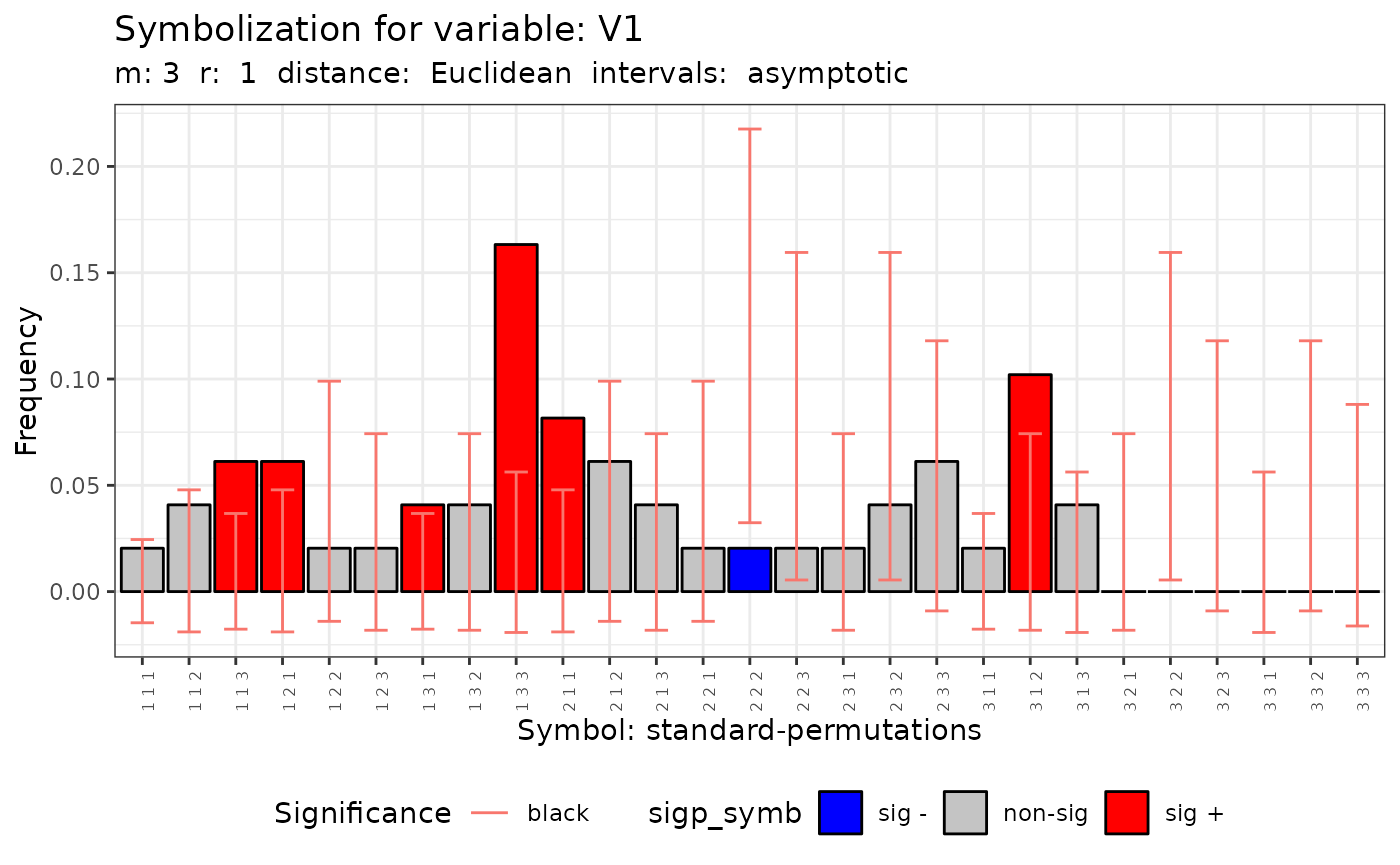 Symbolization for variable: V1
m: 3 r: 1 distance: Euclidean intervals: asymptotic
Frequency
0.20
0.15
0.10
0.05
0.00
1 1 1
1 1 2
1 1 3
1 2 1
1 2 2
1 2 3
1 3 1
1 3 2
1 3 3
2 1 1
2 1 2
2 1 3
2 2 1
2 2 2
2 2 3
2 3 1
2 3 2
2 3 3
3 1 1
3 1 2
3 1 3
3 2 1
3 2 2
3 2 3
3 3 1
3 3 2
3 3 3
Symbol: standard-permutations
Significance black sigp_symb sig - non-sig sig +